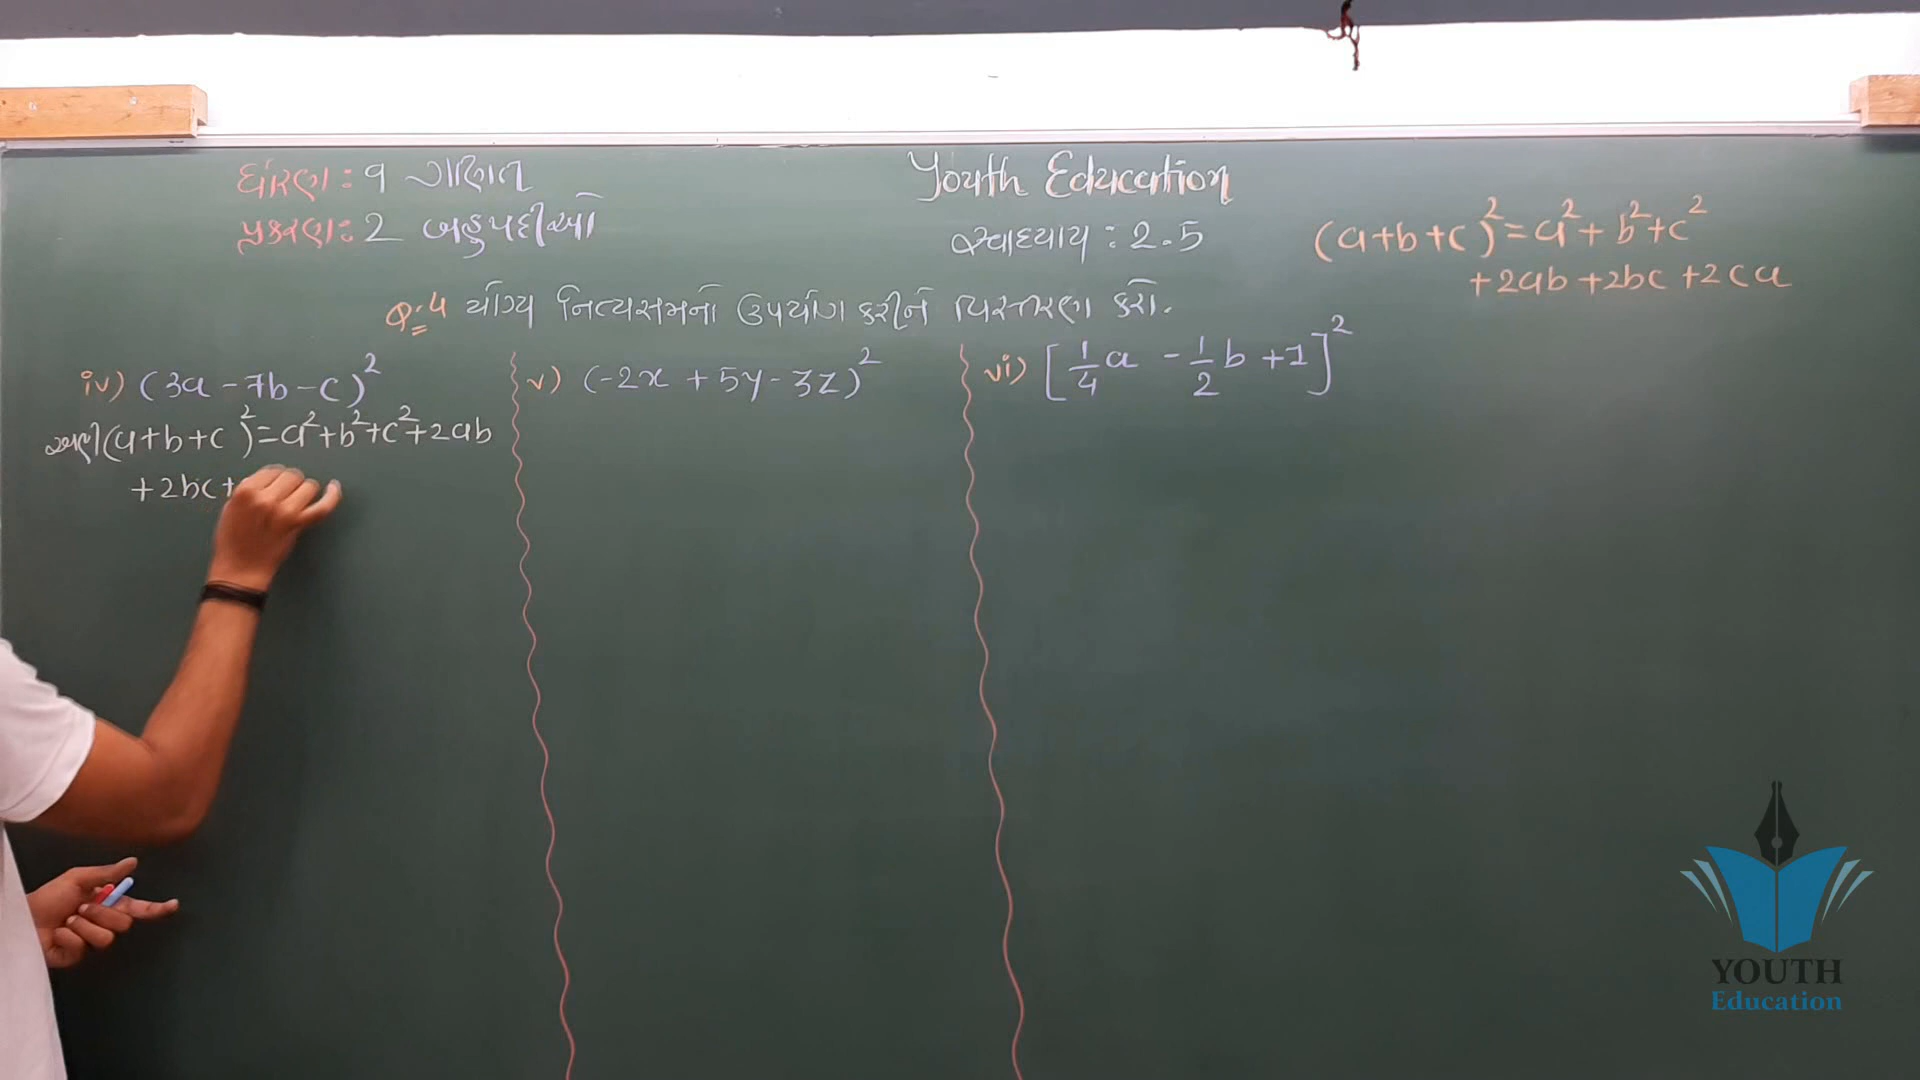 ધોરણ : ૧ ગણિત
પ્રકરણ : 2 બહુપદીઓ
Youth Education
સ્વાધ્યાય : 2.5
(a+b+c)² = a² + b² + c²
+2ab +2bc +2ca
Q:4 યોગ્ય નિત્યસમનો ઉપયોગ કરીને વિસ્તરણ કરો.
iv) (3a - 7b - c)²
(a+b+c)² = a² + b² + c² + 2ab
+ 2bc +
v) (-2x + 5y - 3z)²
vi) [1/4 a - 1/2 b + 1]²
YOUTH
Education